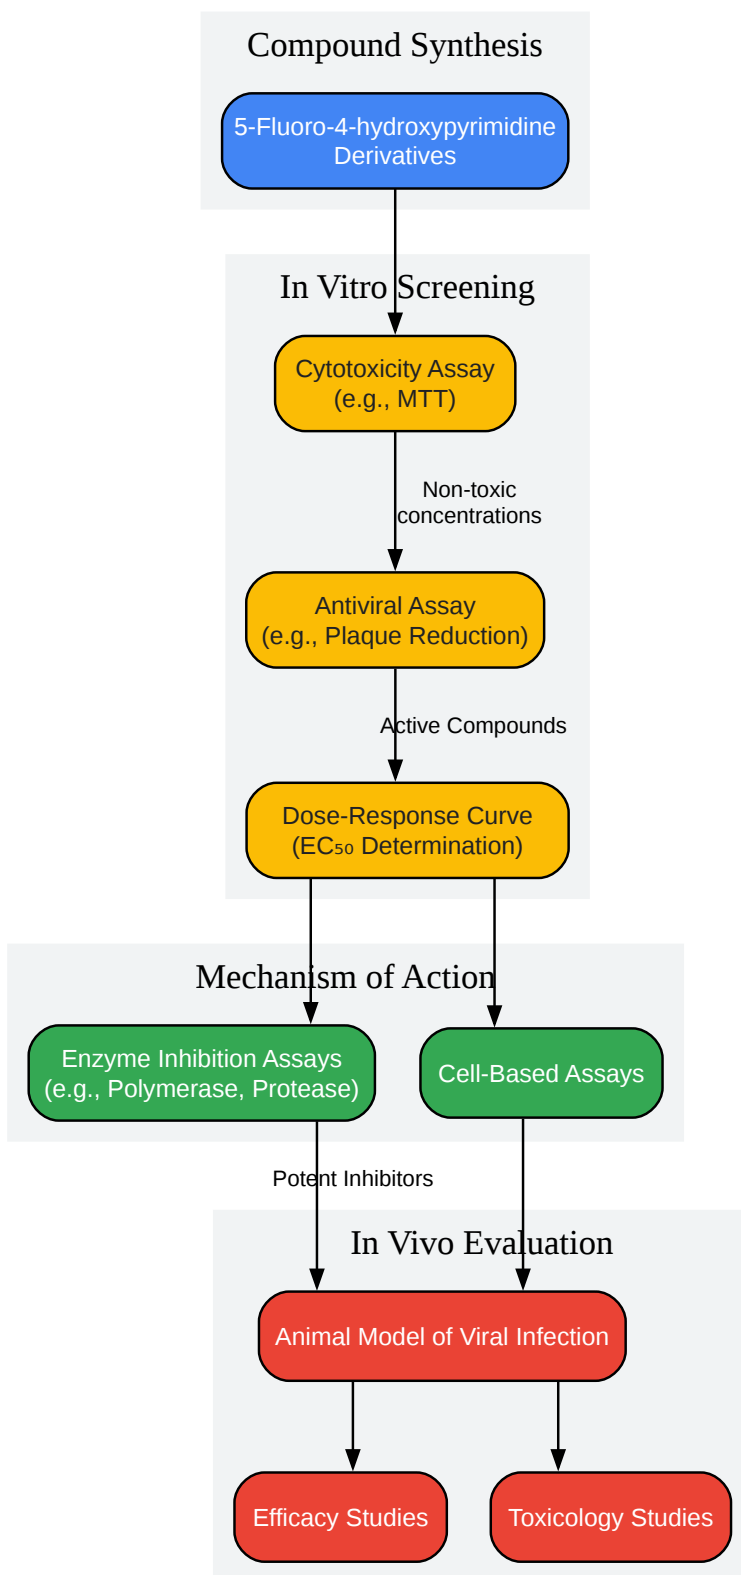 Compound Synthesis
5-Fluoro-4-hydroxypyrimidine
Derivatives
In Vitro Screening
Cytotoxicity Assay
(e.g., MTT)
Non-toxic
concentrations
Antiviral Assay
(e.g., Plaque Reduction)
Active Compounds
Dose-Response Curve
(EC₅₀ Determination)
Mechanism of Action
Enzyme Inhibition Assays
(e.g., Polymerase, Protease)
Cell-Based Assays
Potent Inhibitors
In Vivo Evaluation
Animal Model of Viral Infection
Efficacy Studies
Toxicology Studies